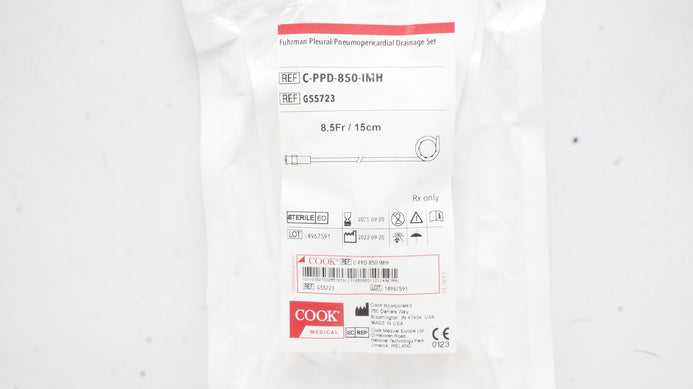 Fuhrman Pleural/Pneumopericardial Drainage Set
REF C-PPD-850-IMH
REF G55723
8.5Fr / 15cm
Rx only
STERILE EO
2025-09-20
LOT 14967591
2022-09-20
COOK REF C-PPD-850-IMH
REF G55723 LOT 14967591
COOK
MEDICAL
Cook Incorporated
750 Daniels Way
Bloomington, IN 47404, USA
MADE IN USA
EC REP
Cook Medical Europe Ltd.
O'Halloran Road
National Technology Park,
Limerick, IRELAND
CE
0123